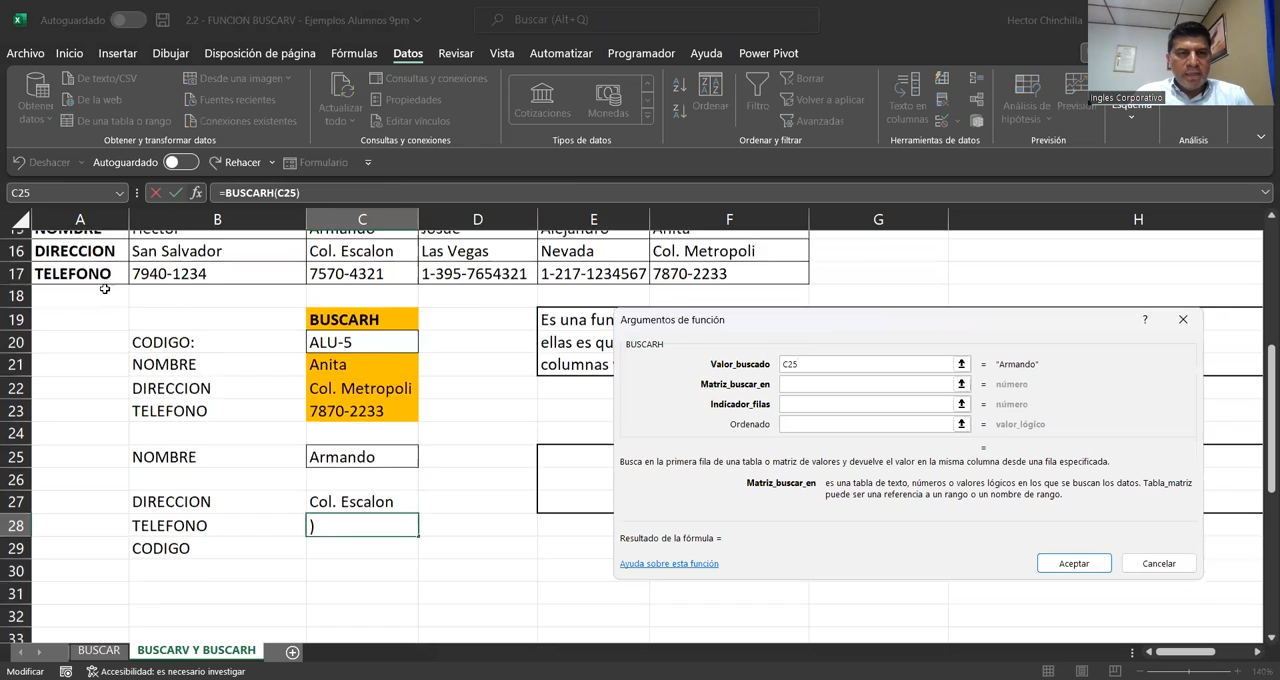 Autoguardado
2.2 - FUNCION BUSCARV - Ejemplos Alumnos 9pm
Buscar (Alt+Q)
Hector Chinchilla
Archivo Inicio Insertar Dibujar Disposición de página Fórmulas Datos Revisar Vista Automatizar Programador Ayuda Power Pivot
Ingles Corporativo
Obtener datos
De texto/CSV
De la web
De una tabla o rango
Desde una imagen
Fuentes recientes
Conexiones existentes
Obtener y transformar datos
Actualizar todo
Consultas y conexiones
Propiedades
Editar vínculos
Consultas y conexiones
Cotizaciones
Monedas
Tipos de datos
Ordenar
Filtro
Borrar
Volver a aplicar
Avanzadas
Ordenar y filtrar
Texto en columnas
Herramientas de datos
Análisis de hipótesis
Previsión
Análisis
Deshacer
Autoguardado
Rehacer
Formulario
C25
fx
=BUSCARH(C25)
A B C D E F G H
16 DIRECCION San Salvador Col. Escalon Las Vegas Nevada Col. Metropoli
17 TELEFONO 7940-1234 7570-4321 1-395-7654321 1-217-1234567 7870-2233
18
19 BUSCARH Es una fun
20 CODIGO: ALU-5 ellas es qu
21 NOMBRE Anita columnas
22 DIRECCION Col. Metropoli
23 TELEFONO 7870-2233
24
25 NOMBRE Armando
26
27 DIRECCION Col. Escalon
28 TELEFONO )
29 CODIGO
30
31
32
33
Argumentos de función
? ×
BUSCARH
Valor_buscado C25 = "Armando"
Matriz_buscar_en = número
Indicador_filas = número
Ordenado = valor_lógico
=
Busca en la primera fila de una tabla o matriz de valores y devuelve el valor en la misma columna desde una fila especificada.
Matriz_buscar_en es una tabla de texto, números o valores lógicos en los que se buscan los datos. Tabla_matriz
puede ser una referencia a un rango o un nombre de rango.
Resultado de la fórmula =
Ayuda sobre esta función
Aceptar
Cancelar
BUSCAR
BUSCARV Y BUSCARH
Modificar
Accesibilidad: es necesario investigar
140%